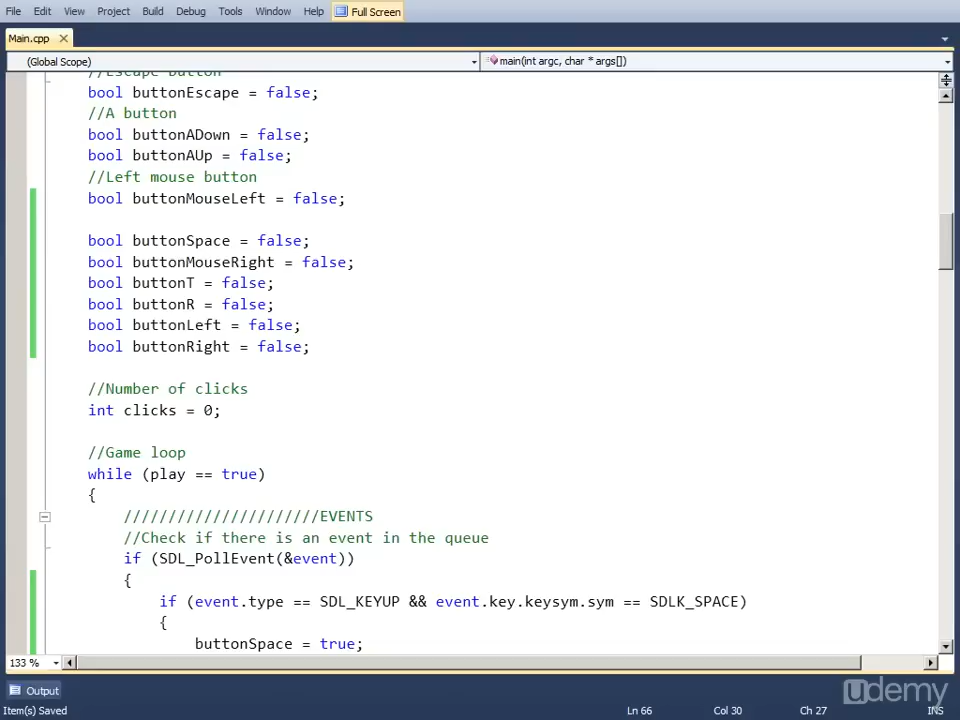 File Edit View Project Build Debug Tools Window Help Full Screen
Main.cpp
(Global Scope) main(int argc, char * args[])
//Escape button
bool buttonEscape = false;
//A button
bool buttonADown = false;
bool buttonAUp = false;
//Left mouse button
bool buttonMouseLeft = false;
bool buttonSpace = false;
bool buttonMouseRight = false;
bool buttonT = false;
bool buttonR = false;
bool buttonLeft = false;
bool buttonRight = false;
//Number of clicks
int clicks = 0;
//Game loop
while (play == true)
{
//////////////////////EVENTS
//Check if there is an event in the queue
if (SDL_PollEvent(&event))
{
if (event.type == SDL_KEYUP && event.key.keysym.sym == SDLK_SPACE)
{
buttonSpace = true;
133 %
Output
udemy
Item(s) Saved Ln 66 Col 30 Ch 27 INS